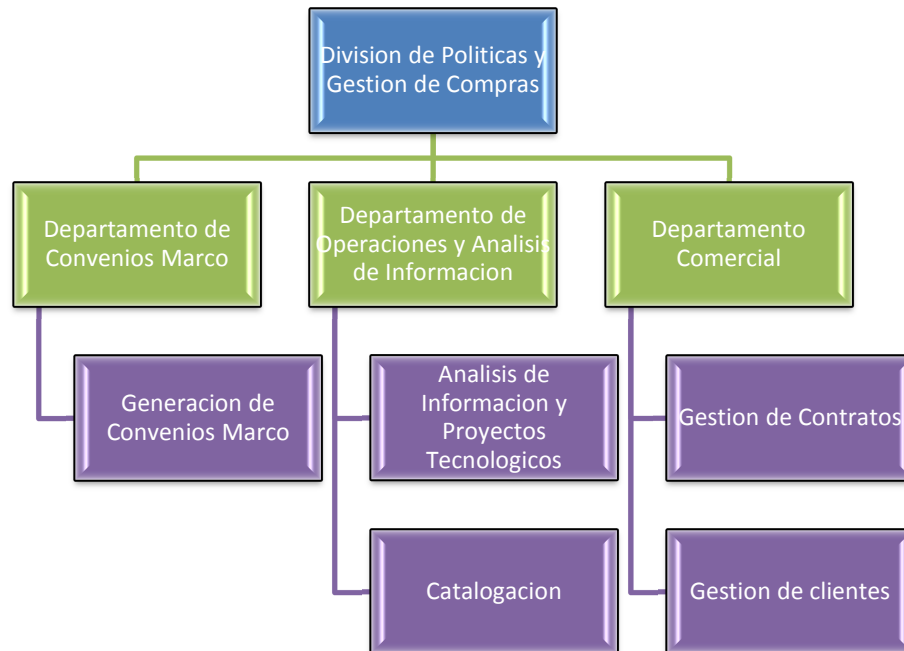 Division de Politicas y
Gestion de Compras
Departamento de
Convenios Marco
Departamento de
Operaciones y Analisis
de Informacion
Departamento
Comercial
Generacion de
Convenios Marco
Analisis de
Informacion y
Proyectos
Tecnologicos
Gestion de Contratos
Catalogacion
Gestion de clientes